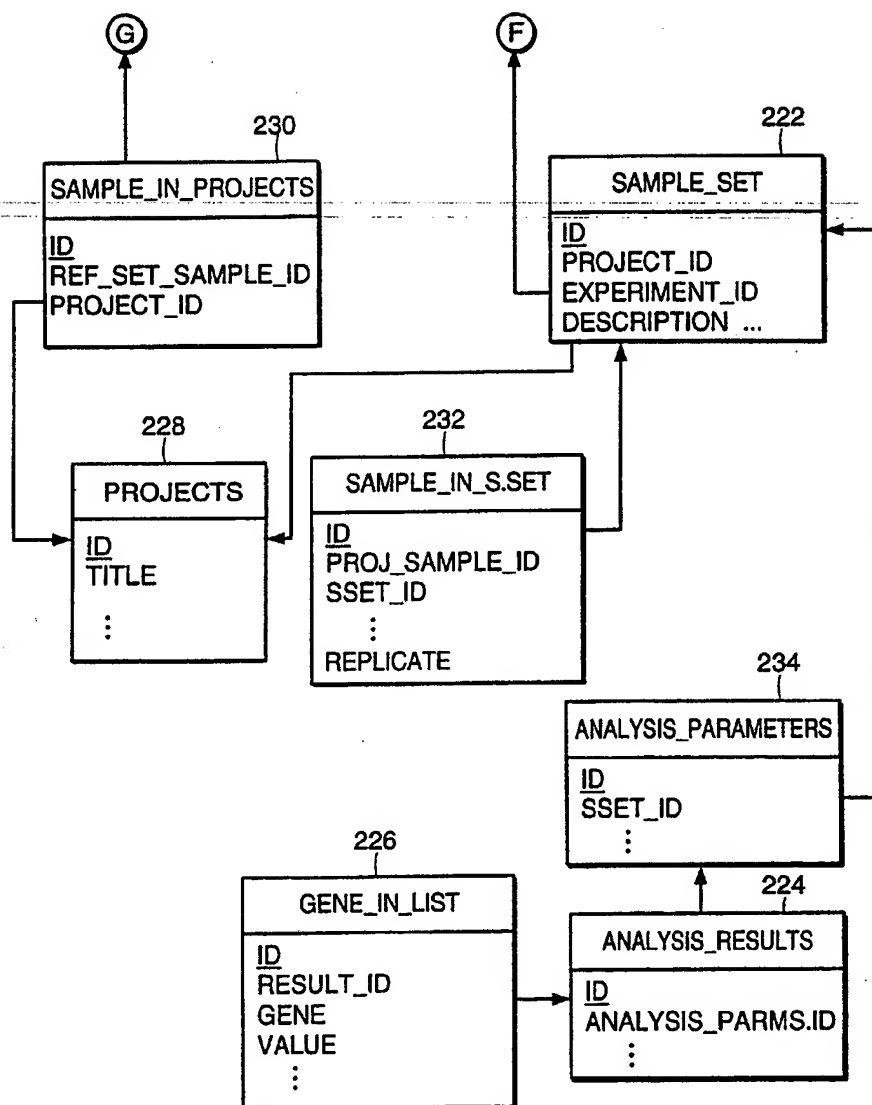 G
F
230
SAMPLE_IN_PROJECTS
ID
REF_SET_SAMPLE_ID
PROJECT_ID
222
SAMPLE_SET
ID
PROJECT_ID
EXPERIMENT_ID
DESCRIPTION ...
228
PROJECTS
ID
TITLE
⋮
232
SAMPLE_IN_S.SET
ID
PROJ_SAMPLE_ID
SSET_ID
⋮
REPLICATE
234
ANALYSIS_PARAMETERS
ID
SSET_ID
⋮
226
GENE_IN_LIST
ID
RESULT_ID
GENE
VALUE
⋮
224
ANALYSIS_RESULTS
ID
ANALYSIS_PARMS.ID
⋮